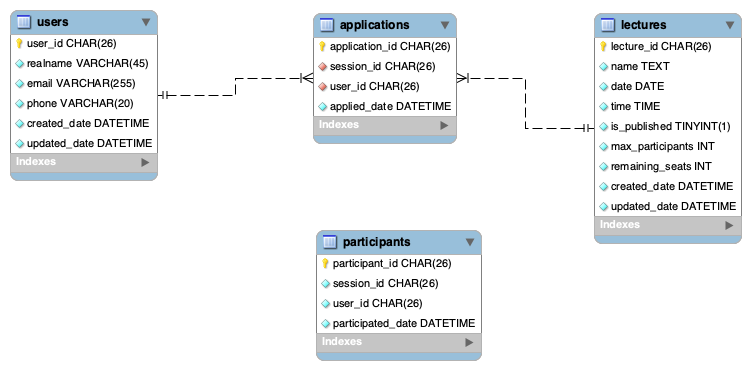 users
user_id CHAR(26)
realname VARCHAR(45)
email VARCHAR(255)
phone VARCHAR(20)
created_date DATETIME
updated_date DATETIME
Indexes
applications
application_id CHAR(26)
session_id CHAR(26)
user_id CHAR(26)
applied_date DATETIME
Indexes
lectures
lecture_id CHAR(26)
name TEXT
date DATE
time TIME
is_published TINYINT(1)
max_participants INT
remaining_seats INT
created_date DATETIME
updated_date DATETIME
Indexes
participants
participant_id CHAR(26)
session_id CHAR(26)
user_id CHAR(26)
participated_date DATETIME
Indexes